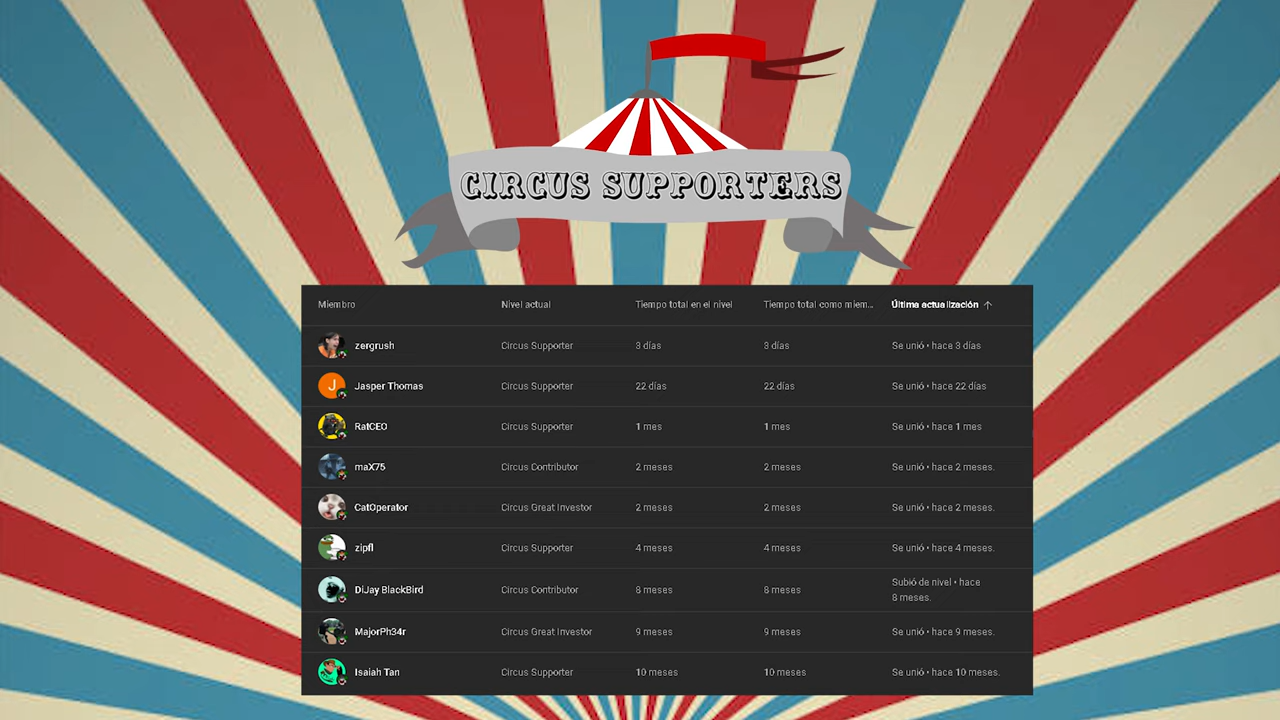 CIRCUS SUPPORTERS
Miembro Nivel actual Tiempo total en el nivel Tiempo total como miem... Última actualización ↑
zergrush Circus Supporter 3 días 3 días Se unió • hace 3 días
J Jasper Thomas Circus Supporter 22 días 22 días Se unió • hace 22 días
RatCEO Circus Supporter 1 mes 1 mes Se unió • hace 1 mes
maX75 Circus Contributor 2 meses 2 meses Se unió • hace 2 meses.
CatOperator Circus Great Investor 2 meses 2 meses Se unió • hace 2 meses.
zipfl Circus Supporter 4 meses 4 meses Se unió • hace 4 meses.
DiJay BlackBird Circus Contributor 8 meses 8 meses Subió de nivel • hace
8 meses.
MajorPh34r Circus Great Investor 9 meses 9 meses Se unió • hace 9 meses.
Isaiah Tan Circus Supporter 10 meses 10 meses Se unió • hace 10 meses.